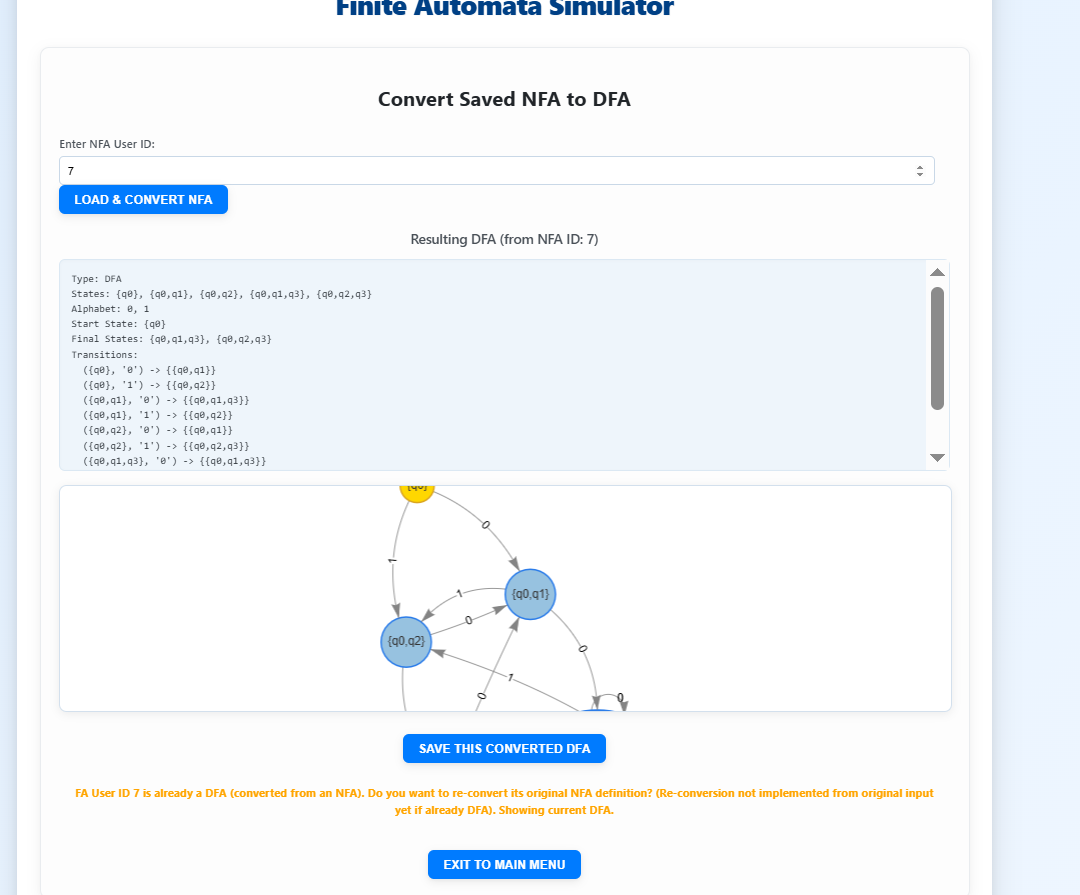 Finite Automata Simulator
Convert Saved NFA to DFA
Enter NFA User ID:
7
LOAD & CONVERT NFA
Resulting DFA (from NFA ID: 7)
Type: DFA
States: {q0}, {q0,q1}, {q0,q2}, {q0,q1,q3}, {q0,q2,q3}
Alphabet: 0, 1
Start State: {q0}
Final States: {q0,q1,q3}, {q0,q2,q3}
Transitions:
({q0}, '0') -> {{q0,q1}}
({q0}, '1') -> {{q0,q2}}
({q0,q1}, '0') -> {{q0,q1,q3}}
({q0,q1}, '1') -> {{q0,q2}}
({q0,q2}, '0') -> {{q0,q1}}
({q0,q2}, '1') -> {{q0,q2,q3}}
({q0,q1,q3}, '0') -> {{q0,q1,q3}}
{q0}
0
1
1
{q0,q1}
0
{q0,q2}
0
1
0
0
SAVE THIS CONVERTED DFA
FA User ID 7 is already a DFA (converted from an NFA). Do you want to re-convert its original NFA definition? (Re-conversion not implemented from original input
yet if already DFA). Showing current DFA.
EXIT TO MAIN MENU